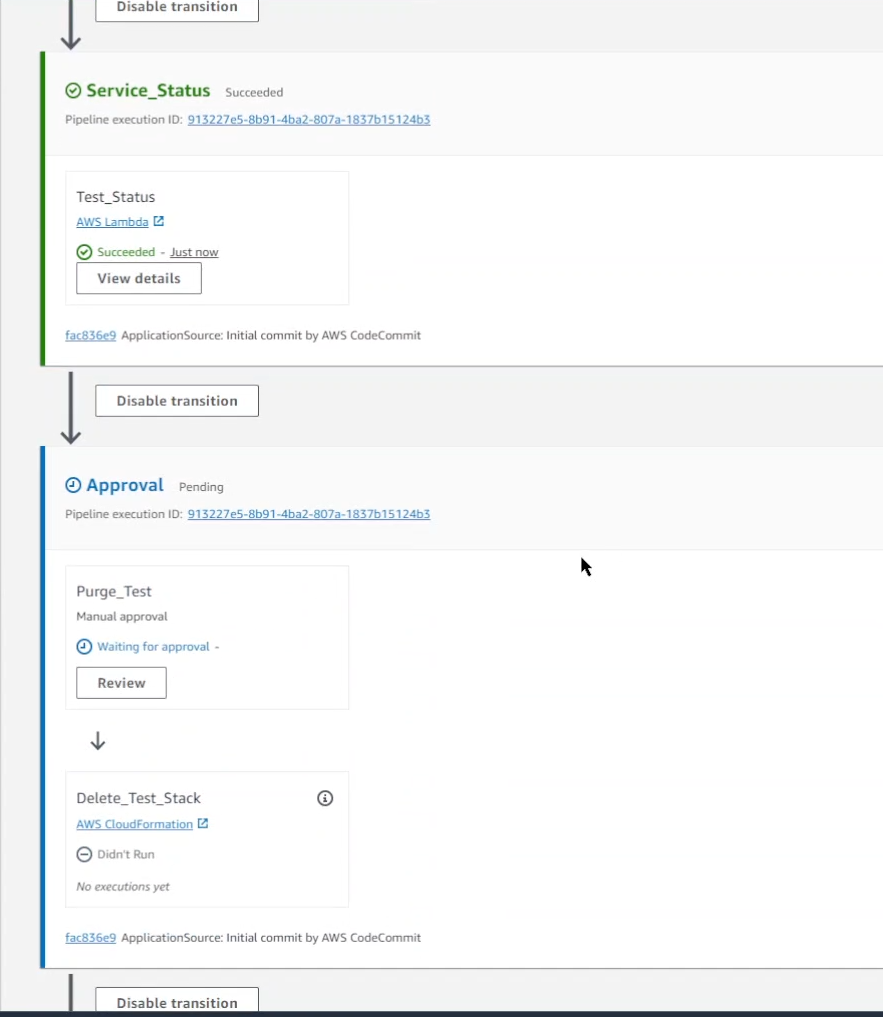 Disable transition
Service_Status Succeeded
Pipeline execution ID: 913227e5-8b91-4ba2-807a-1837b15124b3
Test_Status
AWS Lambda
Succeeded - Just now
View details
fac836e9 ApplicationSource: Initial commit by AWS CodeCommit
Disable transition
Approval Pending
Pipeline execution ID: 913227e5-8b91-4ba2-807a-1837b15124b3
Purge_Test
Manual approval
Waiting for approval -
Review
Delete_Test_Stack
AWS CloudFormation
Didn't Run
No executions yet
fac836e9 ApplicationSource: Initial commit by AWS CodeCommit
Disable transition